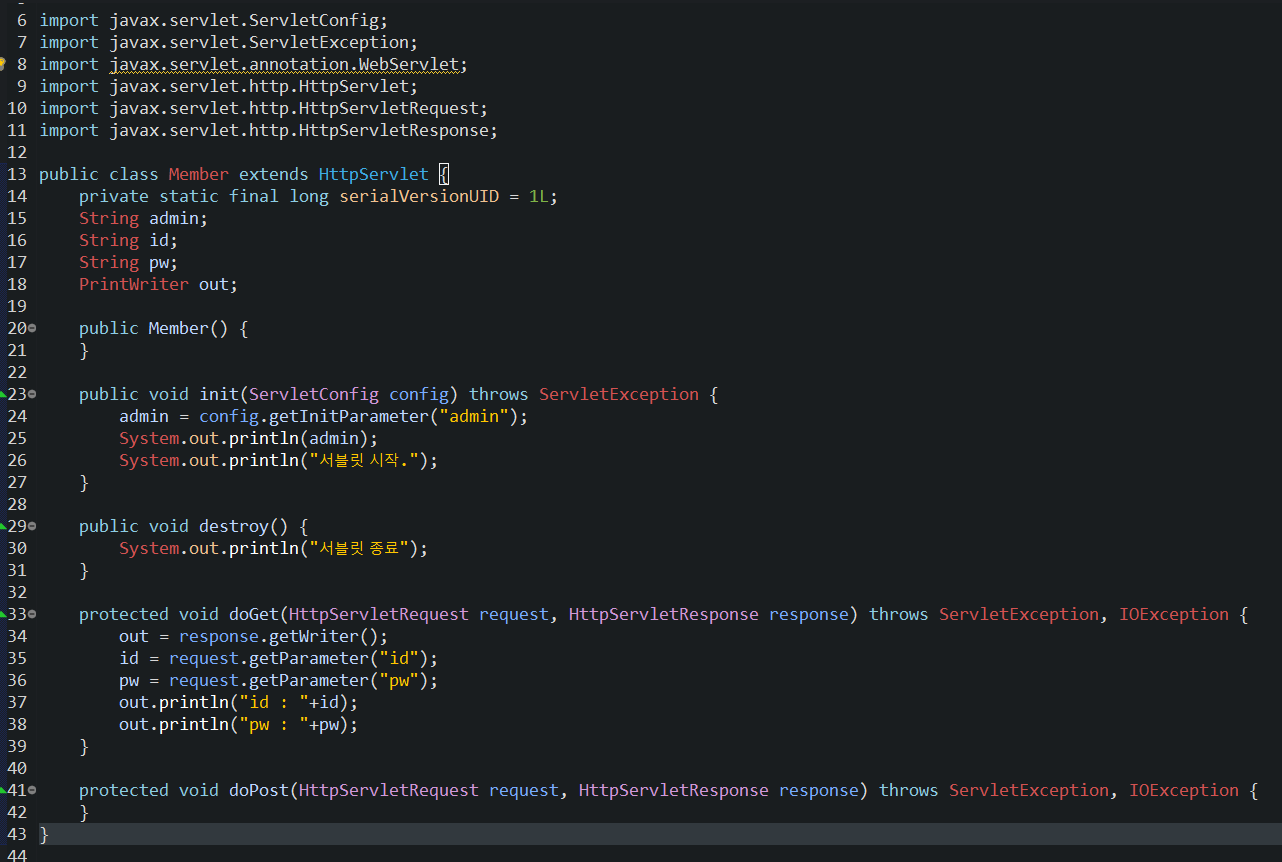 6 import javax.servlet.ServletConfig;
7 import javax.servlet.ServletException;
8 import javax.servlet.annotation.WebServlet;
9 import javax.servlet.http.HttpServlet;
10 import javax.servlet.http.HttpServletRequest;
11 import javax.servlet.http.HttpServletResponse;
12
13 public class Member extends HttpServlet {
14     private static final long serialVersionUID = 1L;
15     String admin;
16     String id;
17     String pw;
18     PrintWriter out;
19
20     public Member() {
21     }
22
23     public void init(ServletConfig config) throws ServletException {
24         admin = config.getInitParameter("admin");
25         System.out.println(admin);
26         System.out.println("서블릿 시작.");
27     }
28
29     public void destroy() {
30         System.out.println("서블릿 종료");
31     }
32
33     protected void doGet(HttpServletRequest request, HttpServletResponse response) throws ServletException, IOException {
34         out = response.getWriter();
35         id = request.getParameter("id");
36         pw = request.getParameter("pw");
37         out.println("id : "+id);
38         out.println("pw : "+pw);
39     }
40
41     protected void doPost(HttpServletRequest request, HttpServletResponse response) throws ServletException, IOException {
42     }
43 }
44